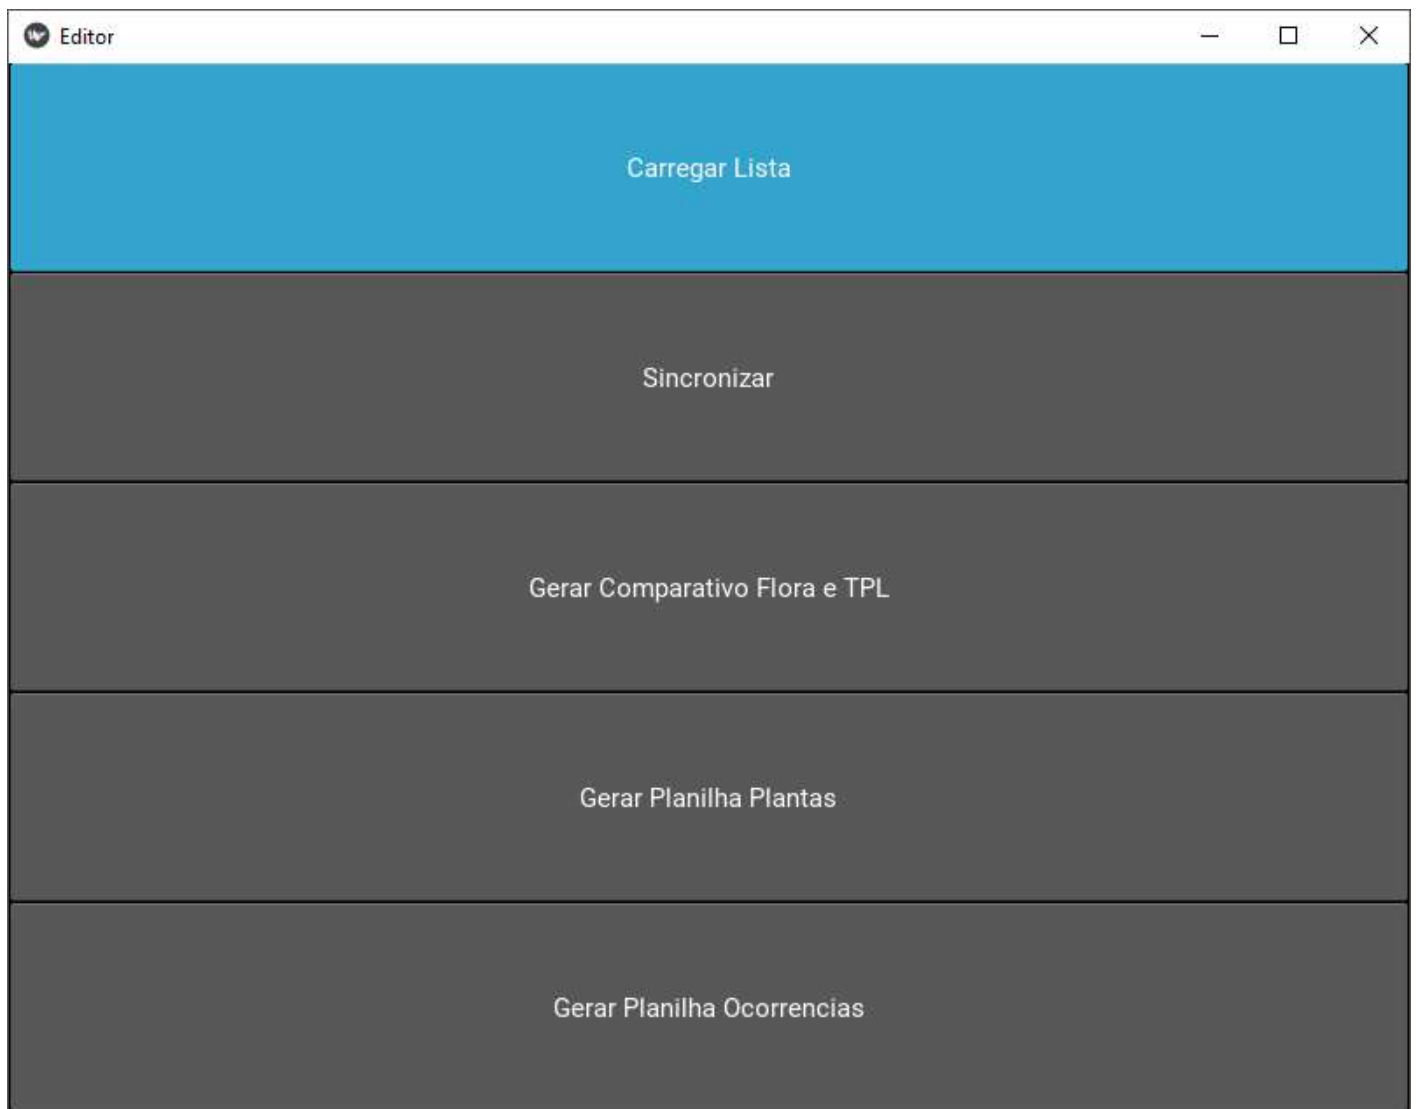 Editor
Carregar Lista
Sincronizar
Gerar Comparativo Flora e TPL
Gerar Planilha Plantas
Gerar Planilha Ocorrencias